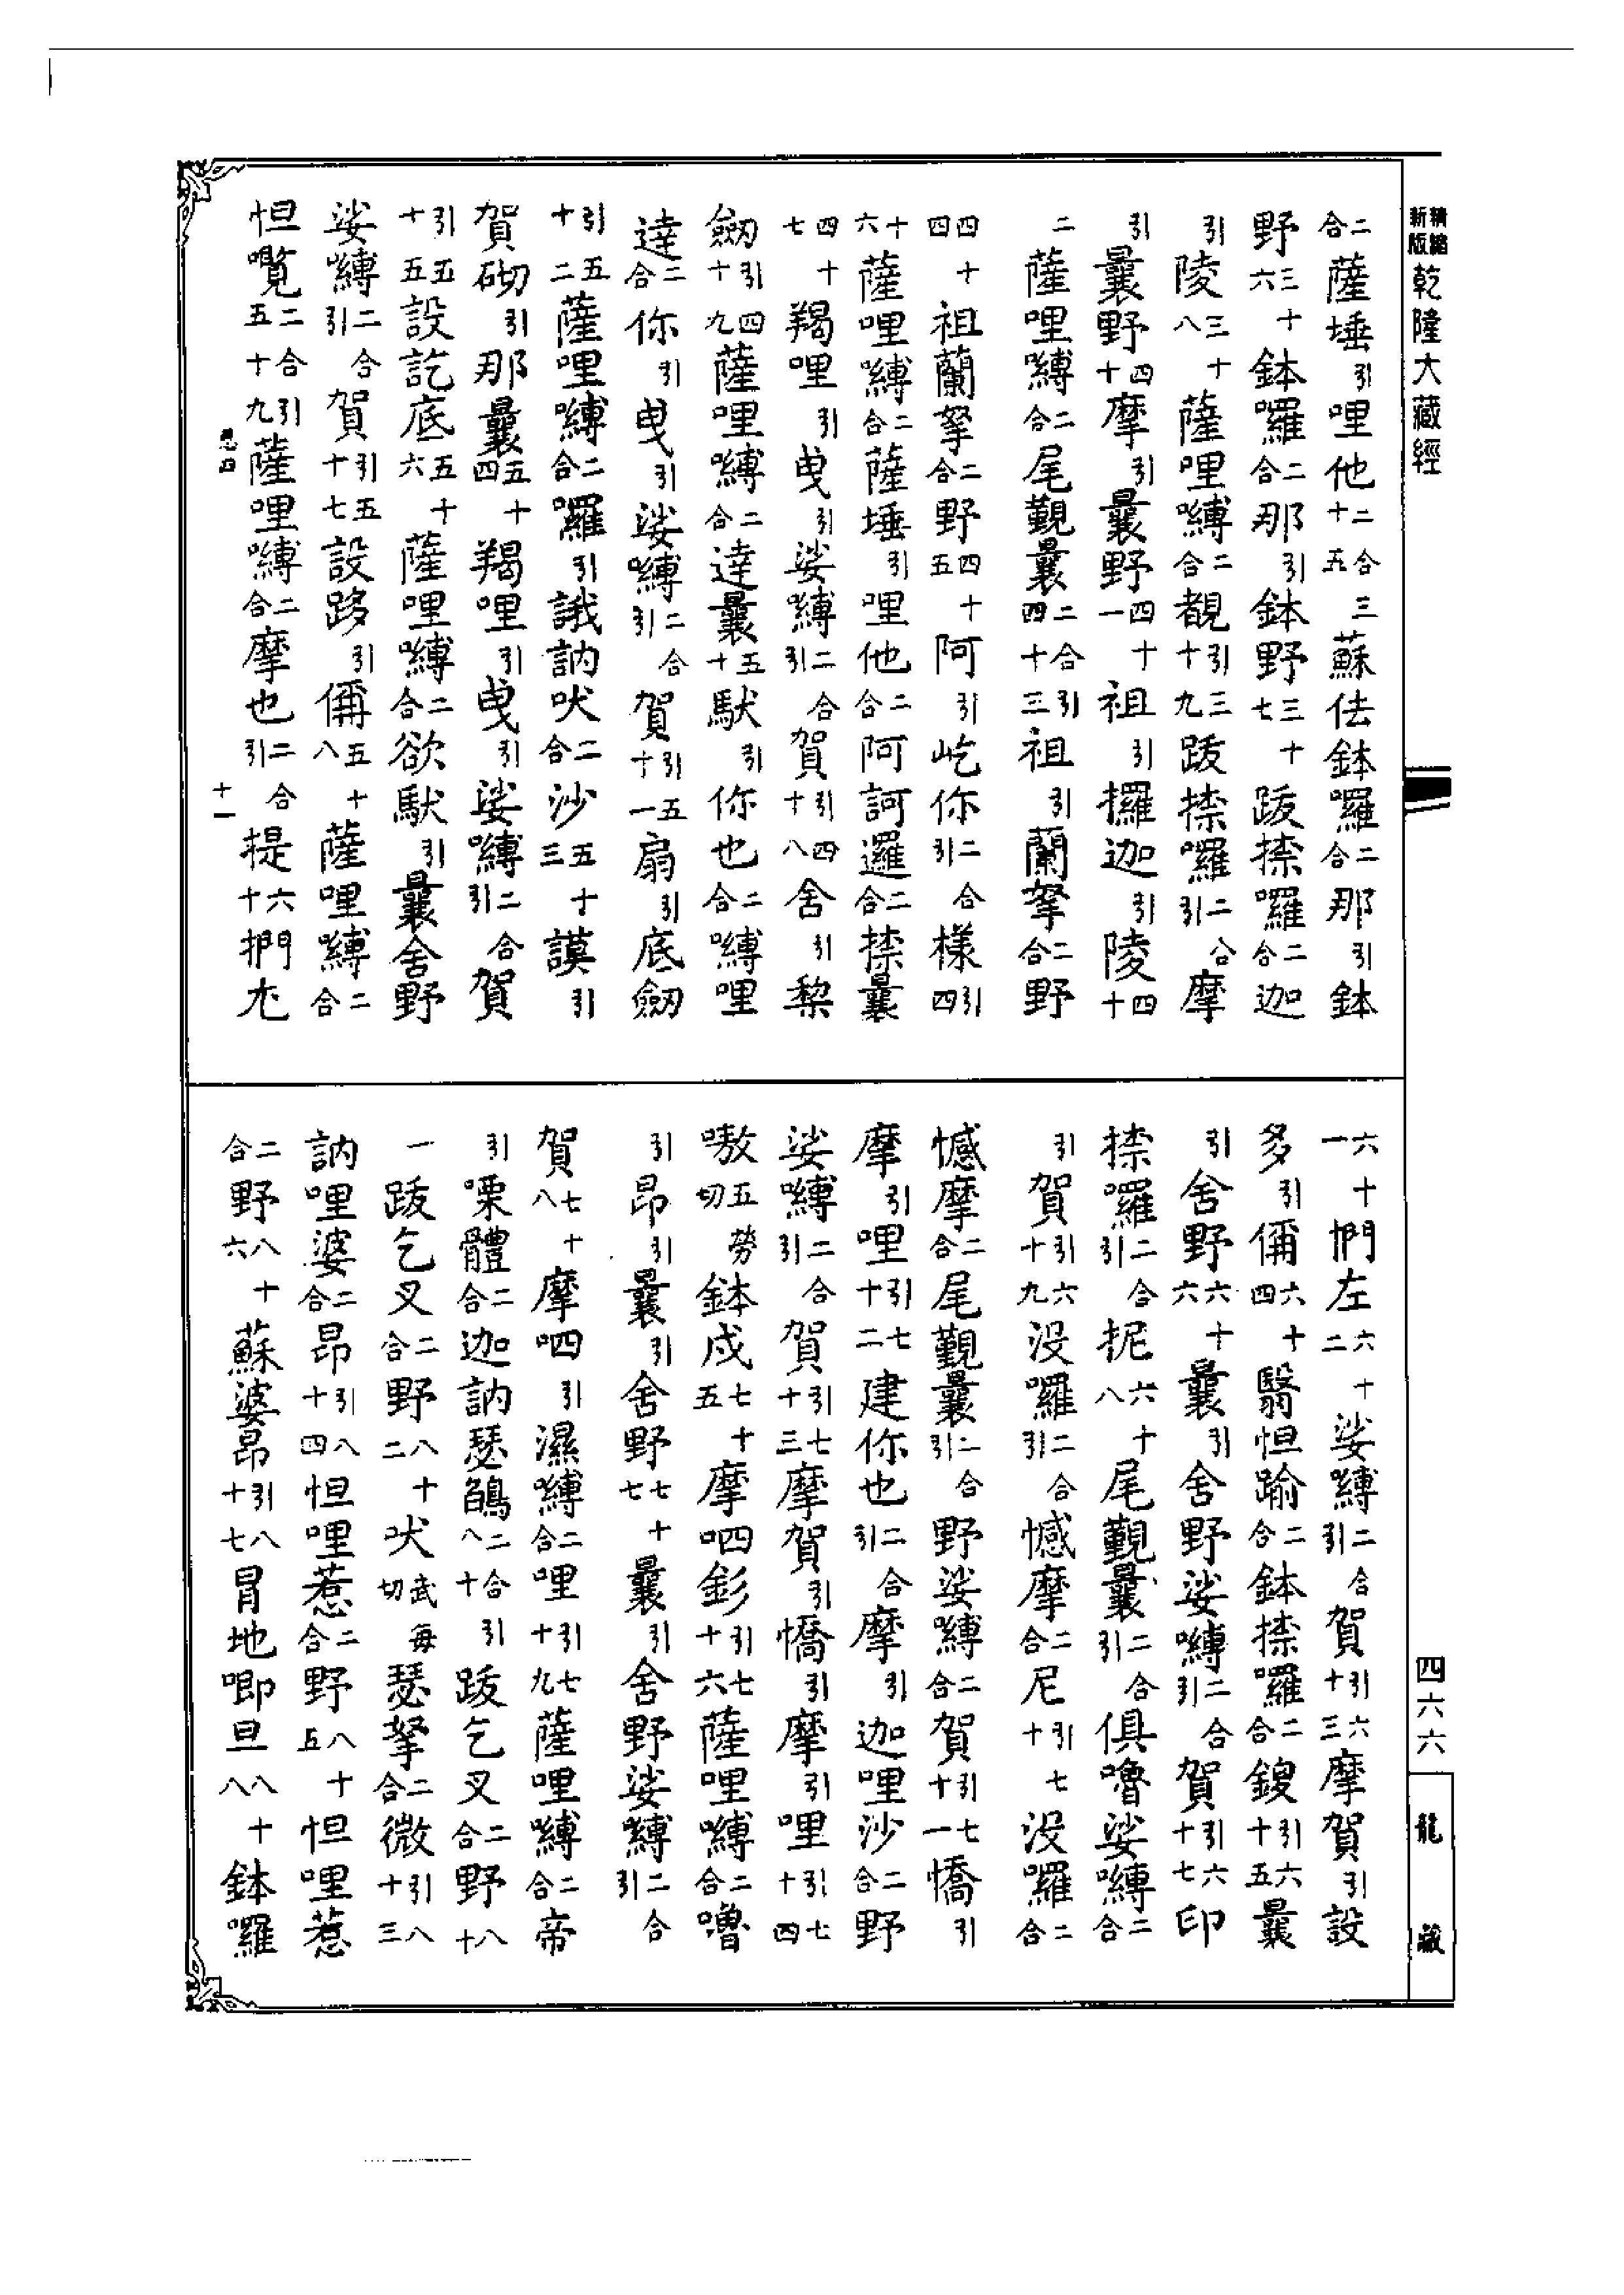 新版精縮乾隆大藏經
二合薩埵引哩他二合十五三蘇佉鉢囉二合那引鉢
野三十六鉢囉二合那引鉢野三十七跋捺囉二合迦
引陵三十八薩哩嚩二合覩引三十九跋捺囉二合引摩
引曩野四十摩引曩野四十一祖引攞迦引陵四十
二薩哩嚩二合尾覲曩二合引四十三祖引蘭拏二合野
四十四祖蘭拏二合野四十五阿引屹你二合引樣引四
十六薩哩嚩二合薩埵引哩他二合阿訶邏二合捺曩
四十七羯哩引曳引娑嚩二合引賀引四十八舍引棃
劔引四十九薩哩嚩二合達曩五十馱引你也二合嚩哩
達二合你引曳引娑嚩二合引賀引五十一扇引底劔
引五十二薩哩嚩二合囉引誐訥吠二合沙五十三謨引
賀砌引那曩五十四羯哩引曳引娑嚩二合引賀
引五十五設訖底五十六薩哩嚩二合欲馱引曩舍野
娑嚩二合引賀引五十七設哆引儞五十八薩哩嚩二合
怛㘕二合引五十九薩哩嚩二合摩也二合引提六十捫尢
十一
六十一捫左六十二娑嚩二合引賀引六十三摩賀引設
多引儞六十四翳怛踰二合鉢捺囉二合鍐引六十五曩
引舍野六十六曩引舍野娑嚩二合引賀引六十七印
捺囉二合引抳六十八尾覲曩二合引俱嚕娑嚩二合
引賀引六十九没囉二合引憾摩二合尼引七十没囉二合
憾摩二合尾覲曩二合引野娑嚩二合賀引七十一憍引
摩引哩引七十二建你也二合引摩引迦哩沙二合野
娑嚩二合引賀引七十三摩賀引憍引摩引哩引七十四
嗷五勞切鉢戍七十五摩呬釤引七十六薩哩嚩二合嚕
引昂引曩引舍野七十七曩引舍野娑嚩二合引
賀七十八摩呬引濕嚩二合哩引七十九薩哩嚩二合帝
引㗚體二合迦訥瑟鵮二合引八十跋乞叉二合野八十
一跋乞叉二合野八十二吠武每切瑟拏二合微引八十三
訥哩婆二合昂引八十四怛哩惹二合野八十五怛哩惹
二合野八十六蘇婆昂引八十七冒地唧旦八十八鉢囉
四六六
龍藏